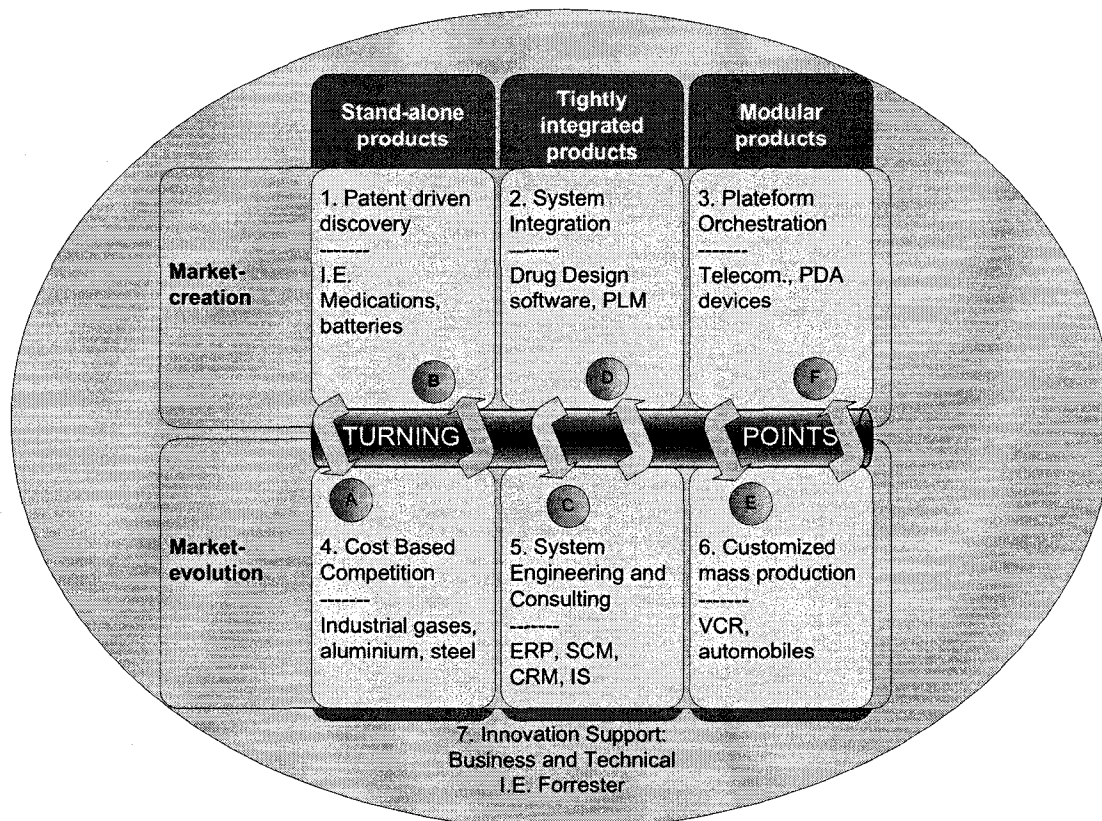 Stand-alone
products
Tightly
integrated
products
Modular
products
Market-
creation
1. Patent driven
discovery
-------
I.E.
Medications,
batteries
B
2. System
Integration
-------
Drug Design
software, PLM
D
3. Plateform
Orchestration
-------
Telecom., PDA
devices
F
TURNING
POINTS
Market-
evolution
A
4. Cost Based
Competition
-------
Industrial gases,
aluminium, steel
C
5. System
Engineering and
Consulting
-------
ERP, SCM,
CRM, IS
E
6. Customized
mass production
-------
VCR,
automobiles
7. Innovation Support:
Business and Technical
I.E. Forrester